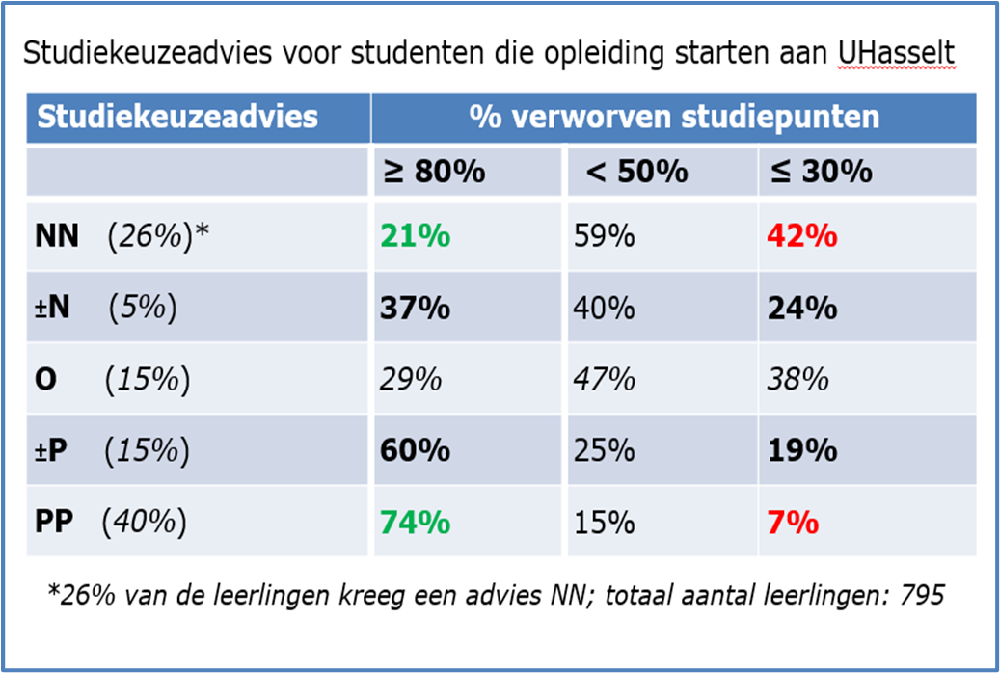 Studiekeuzeadvies voor studenten die opleiding starten aan UHasselt
Studiekeuzeadvies % verworven studiepunten
≥ 80% < 50% ≤ 30%
NN (26%)* 21% 59% 42%
±N (5%) 37% 40% 24%
O (15%) 29% 47% 38%
±P (15%) 60% 25% 19%
PP (40%) 74% 15% 7%
*26% van de leerlingen kreeg een advies NN; totaal aantal leerlingen: 795